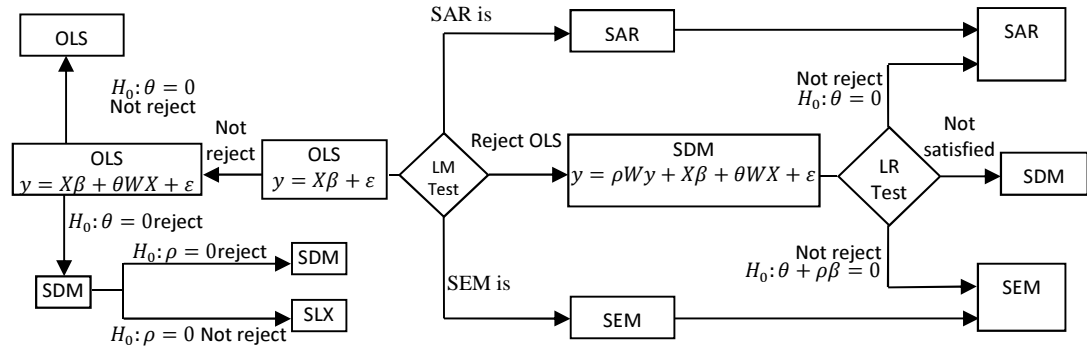 OLS
H₀: θ = 0
Not reject
OLS
y = Xβ + θWX + ε
H₀: θ = 0reject
SDM
H₀: ρ = 0reject
SDM
H₀: ρ = 0 Not reject
SLX
Not
reject
OLS
y = Xβ + ε
LM
Test
SAR is
SAR
Reject OLS
SDM
y = ρWy + Xβ + θWX + ε
SEM is
SEM
LR
Test
Not reject
H₀: θ = 0
SAR
Not
satisfied
SDM
Not reject
H₀: θ + ρβ = 0
SEM